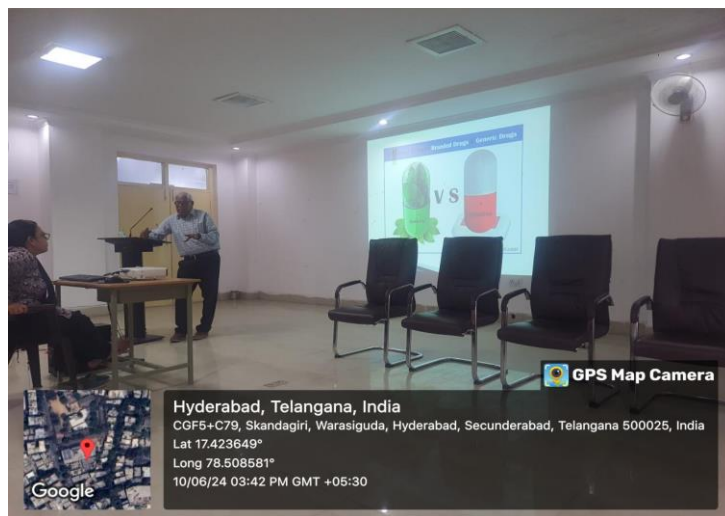 Branded Drugs Generic Drugs
VS
GPS Map Camera
Hyderabad, Telangana, India
CGF5+C79, Skandagiri, Warasiguda, Hyderabad, Secunderabad, Telangana 500025, India
Lat 17.423649°
Long 78.508581°
10/06/24 03:42 PM GMT +05:30
Google